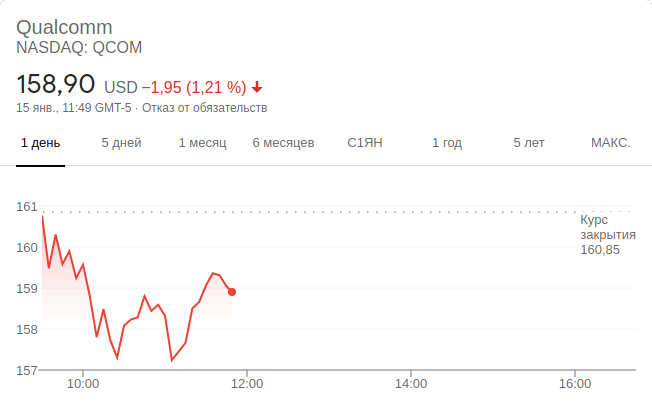 Qualcomm
NASDAQ: QCOM
158,90 USD −1,95 (1,21 %)
15 янв., 11:49 GMT-5 · Отказ от обязательств
1 день 5 дней 1 месяц 6 месяцев С1ЯН 1 год 5 лет МАКС.
161
Курс
закрытия
160,85
160
159
158
157
10:00 12:00 14:00 16:00